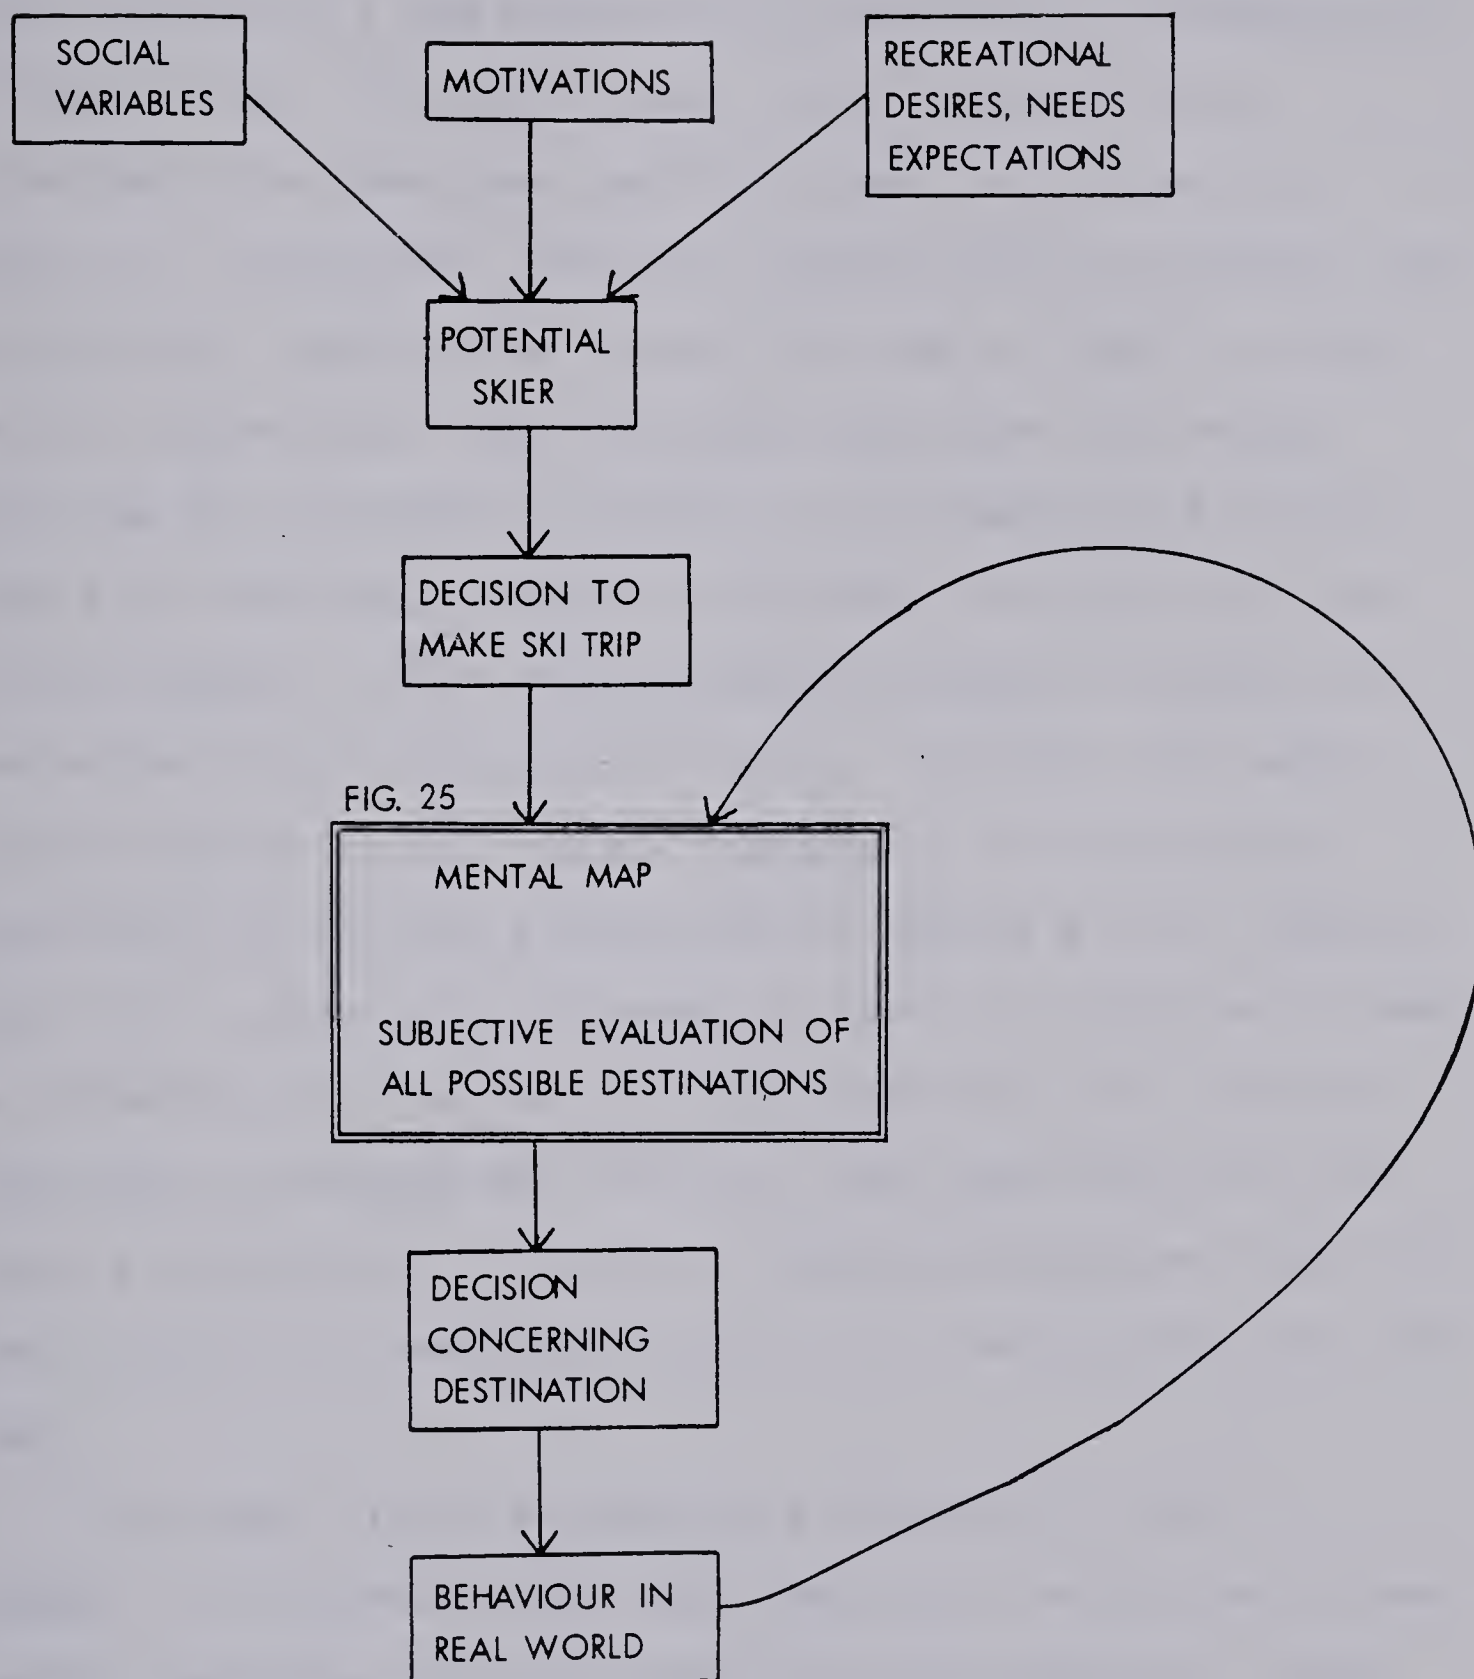 SOCIAL
VARIABLES
MOTIVATIONS
RECREATIONAL
DESIRES, NEEDS
EXPECTATIONS
POTENTIAL
SKIER
DECISION TO
MAKE SKI TRIP
FIG. 25
MENTAL MAP
SUBJECTIVE EVALUATION OF
ALL POSSIBLE DESTINATIONS
DECISION
CONCERNING
DESTINATION
BEHAVIOUR IN
REAL WORLD